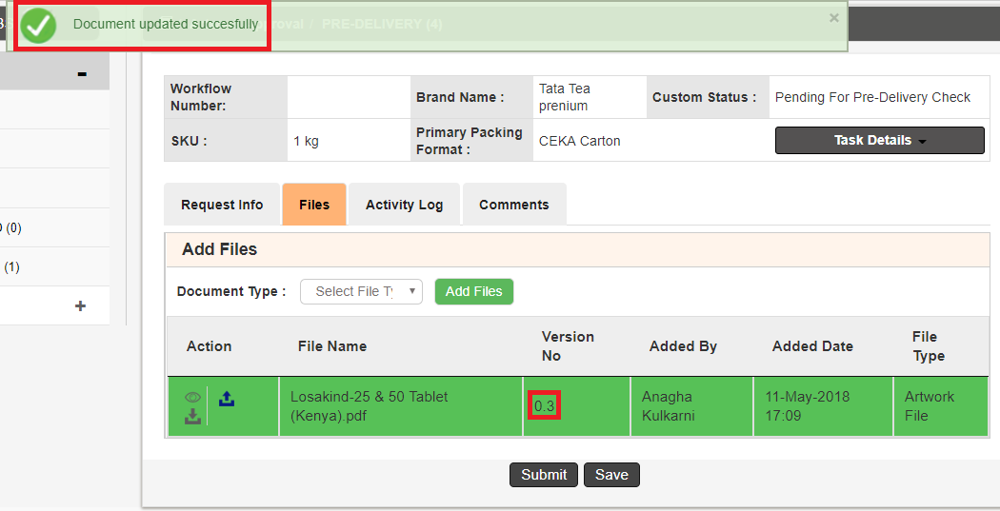 Document updated succesfully
roval / PRE-DELIVERY (4)
×
-
Workflow
Number:
Brand Name :
Tata Tea
prenium
Custom Status :
Pending For Pre-Delivery Check
SKU :
1 kg
Primary Packing
Format :
CEKA Carton
Task Details
(0)
(1)
+
Request Info
Files
Activity Log
Comments
Add Files
Document Type :
Select File Ty
Add Files
Action
File Name
Version
No
Added By
Added Date
File
Type
Losakind-25 & 50 Tablet
(Kenya).pdf
0.3
Anagha
Kulkarni
11-May-2018
17:09
Artwork
File
Submit
Save